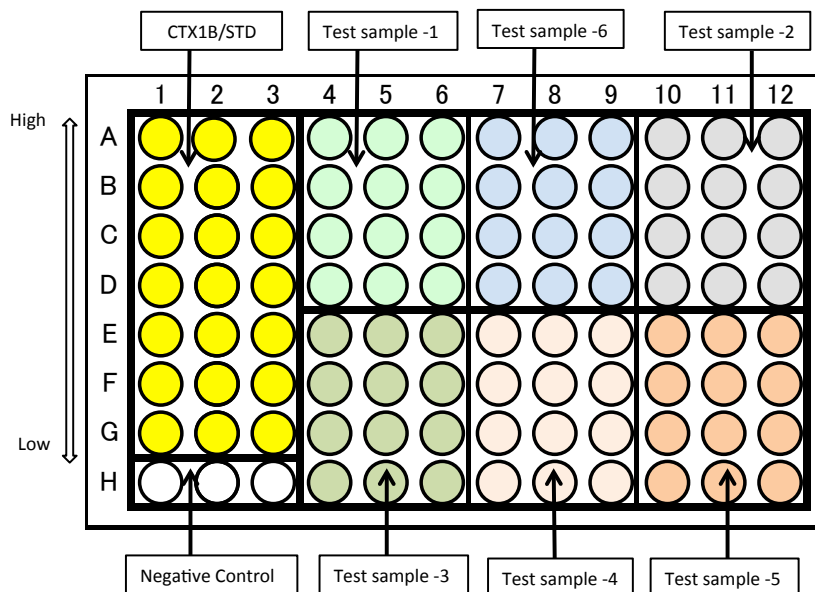 CTX1B/STD
Test sample -1
Test sample -6
Test sample -2
1 2 3 4 5 6 7 8 9 10 11 12
High
A
B
C
D
E
F
G
Low
H
Negative Control
Test sample -3
Test sample -4
Test sample -5